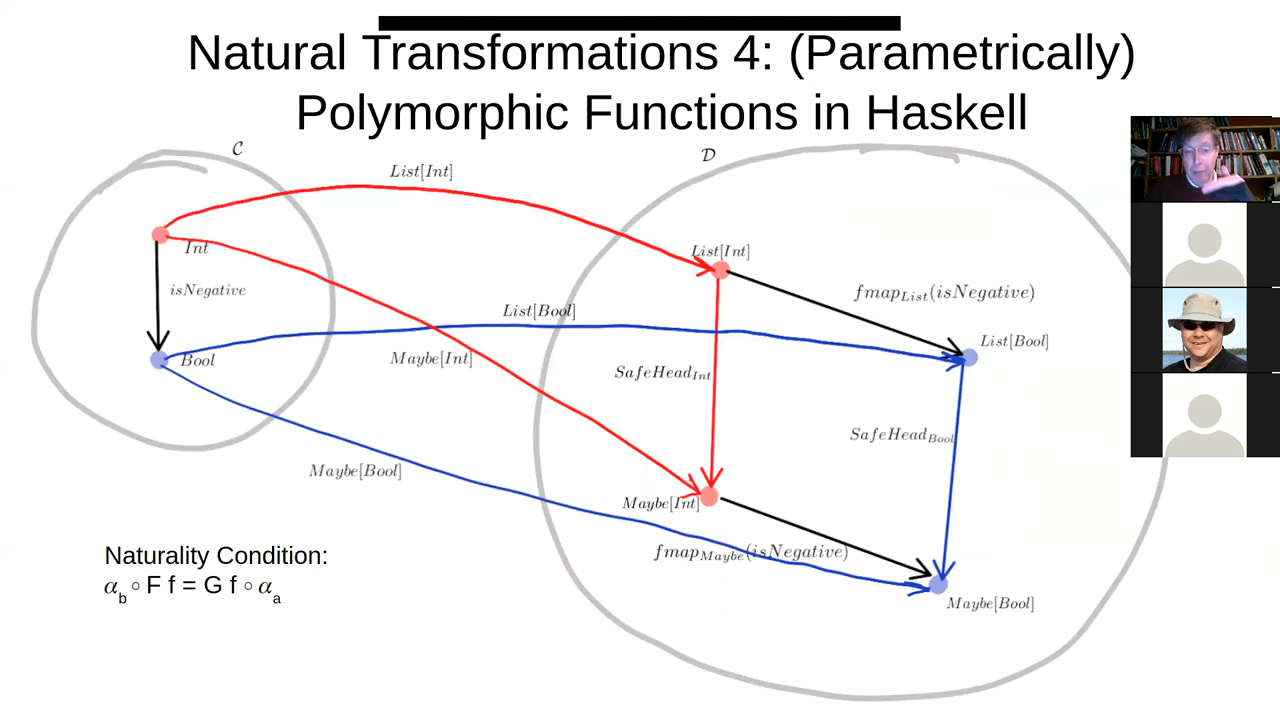 Natural Transformations 4: (Parametrically)
Polymorphic Functions in Haskell
𝒞
𝒟
List[Int]
Int
List[Int]
isNegative
fmap_List(isNegative)
List[Bool]
List[Bool]
Bool
Maybe[Int]
SafeHead_Int
SafeHead_Bool
Maybe[Bool]
Maybe[Int]
fmap_Maybe(isNegative)
Maybe[Bool]
Naturality Condition:
α_b ∘ F f = G f ∘ α_a